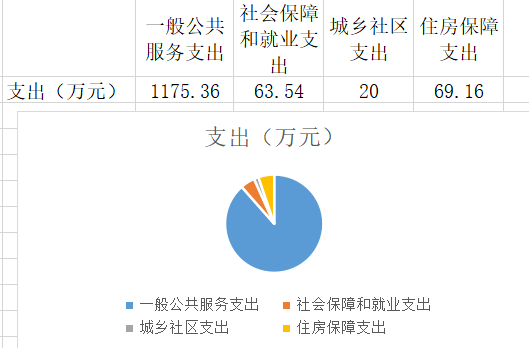 一般公共服务支出 社会保障和就业支出 城乡社区支出 住房保障支出
支出（万元） 1175.36 63.54 20 69.16
支出（万元）
一般公共服务支出 社会保障和就业支出
城乡社区支出 住房保障支出